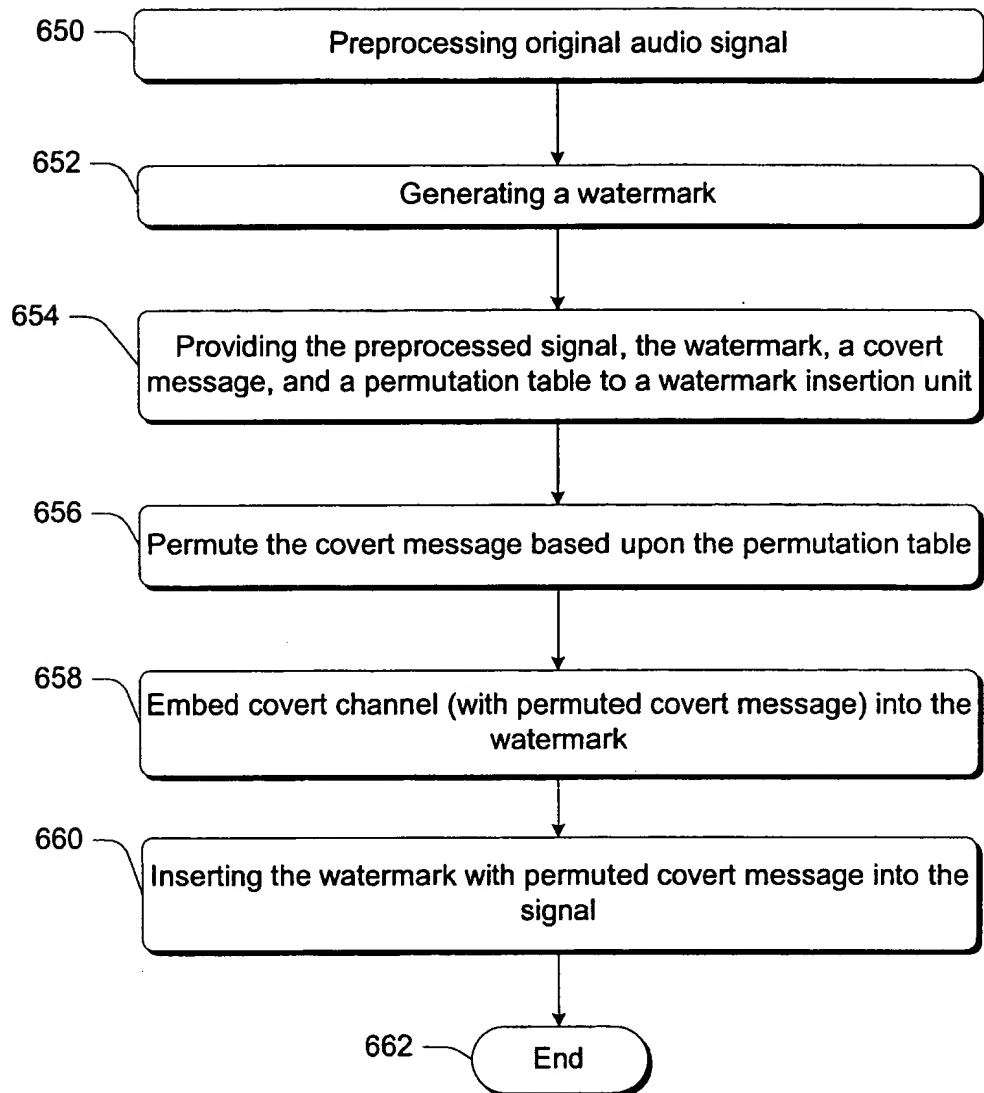 650
Preprocessing original audio signal
652
Generating a watermark
654
Providing the preprocessed signal, the watermark, a covert
message, and a permutation table to a watermark insertion unit
656
Permute the covert message based upon the permutation table
658
Embed covert channel (with permuted covert message) into the
watermark
660
Inserting the watermark with permuted covert message into the
signal
662
End